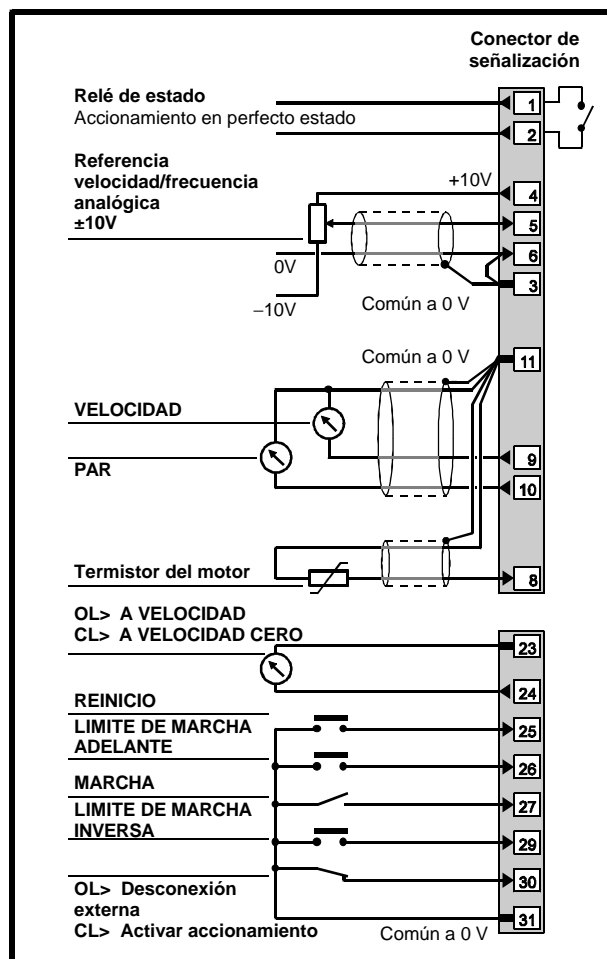 Conector de
señalización
Relé de estado
Accionamiento en perfecto estado
1
2
Referencia
velocidad/frecuencia
analógica
±10V
+10V
4
5
6
0V
3
−10V
Común a 0 V
Común a 0 V
11
VELOCIDAD
9
PAR
10
Termistor del motor
8
OL> A VELOCIDAD
CL> A VELOCIDAD CERO
23
24
REINICIO
25
LIMITE DE MARCHA
ADELANTE
26
MARCHA
27
LIMITE DE MARCHA
INVERSA
29
30
OL> Desconexión
externa
CL> Activar accionamiento
Común a 0 V
31